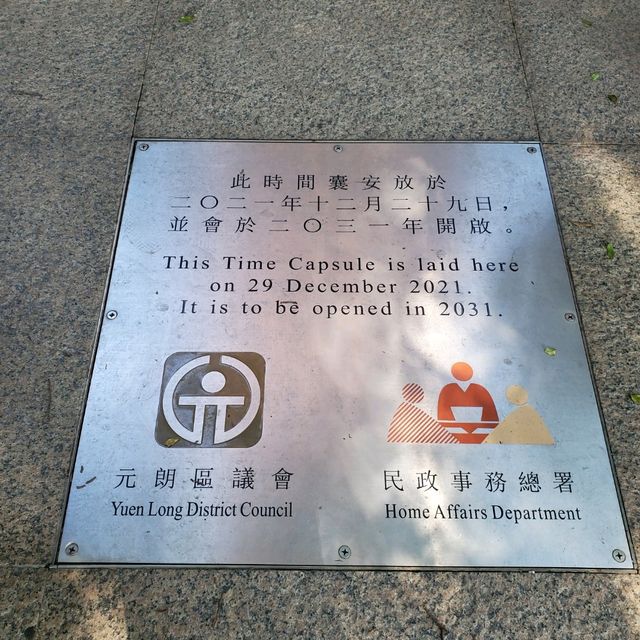 此時間囊安放於
二〇二一年十二月二十九日，
並會於二〇三一年開啟。
This Time Capsule is laid here
on 29 December 2021.
It is to be opened in 2031.
元朗區議會
Yuen Long District Council
民政事務總署
Home Affairs Department